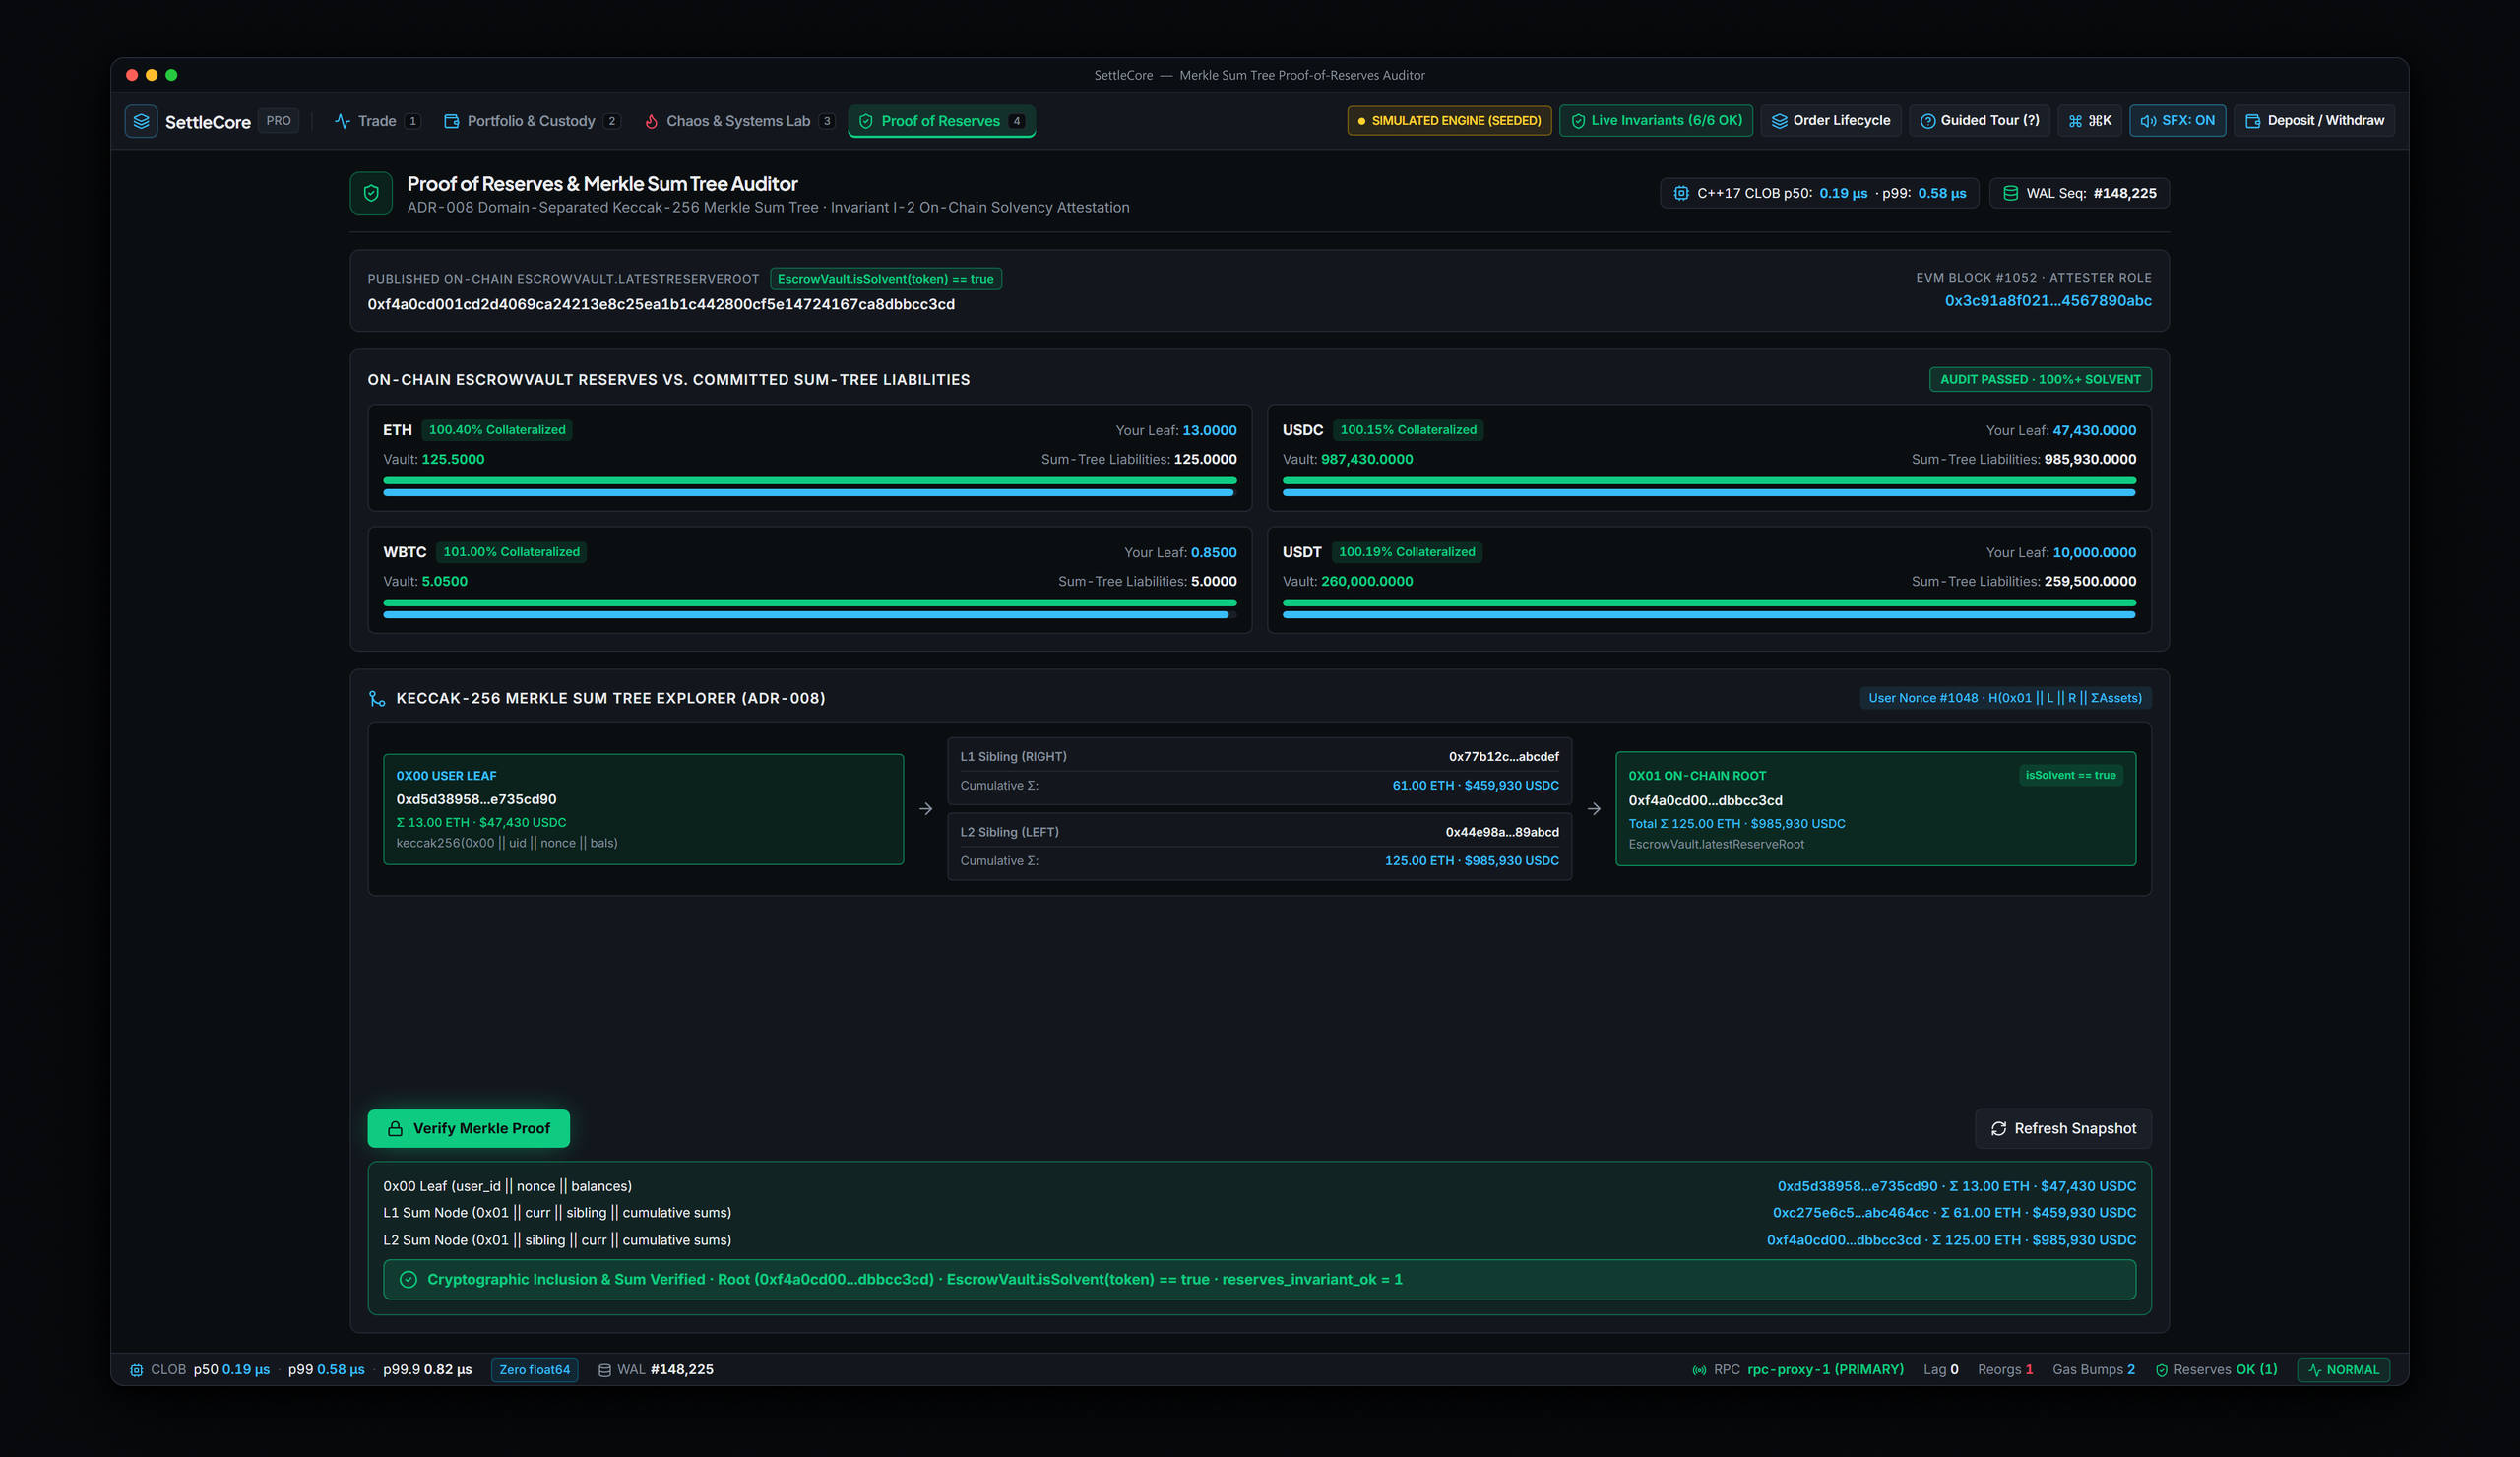 SettleCore — Merkle Sum Tree Proof-of-Reserves Auditor
SettleCore PRO Trade 1 Portfolio & Custody 2 Chaos & Systems Lab 3 Proof of Reserves 4 SIMULATED ENGINE (SEEDED) Live Invariants (6/6 OK) Order Lifecycle Guided Tour (?) ⌘ ⌘K SFX: ON Deposit / Withdraw
Proof of Reserves & Merkle Sum Tree Auditor
ADR-008 Domain-Separated Keccak-256 Merkle Sum Tree · Invariant I-2 On-Chain Solvency Attestation
C++17 CLOB p50: 0.19 µs · p99: 0.58 µs WAL Seq: #148,225
PUBLISHED ON-CHAIN ESCROWVAULT.LATESTRESERVEROOT EscrowVault.isSolvent(token) == true
0xf4a0cd001cd2d4069ca24213e8c25ea1b1c442800cf5e14724167ca8dbbcc3cd
EVM BLOCK #1052 · ATTESTER ROLE
0x3c91a8f021...4567890abc
ON-CHAIN ESCROWVAULT RESERVES VS. COMMITTED SUM-TREE LIABILITIES AUDIT PASSED · 100%+ SOLVENT
ETH 100.40% Collateralized Your Leaf: 13.0000
Vault: 125.5000 Sum-Tree Liabilities: 125.0000
USDC 100.15% Collateralized Your Leaf: 47,430.0000
Vault: 987,430.0000 Sum-Tree Liabilities: 985,930.0000
WBTC 101.00% Collateralized Your Leaf: 0.8500
Vault: 5.0500 Sum-Tree Liabilities: 5.0000
USDT 100.19% Collateralized Your Leaf: 10,000.0000
Vault: 260,000.0000 Sum-Tree Liabilities: 259,500.0000
KECCAK-256 MERKLE SUM TREE EXPLORER (ADR-008) User Nonce #1048 · H(0x01 || L || R || ΣAssets)
0X00 USER LEAF
0xd5d38958...e735cd90
Σ 13.00 ETH · $47,430 USDC
keccak256(0x00 || uid || nonce || bals)
L1 Sibling (RIGHT) 0x77b12c...abcdef
Cumulative Σ: 61.00 ETH · $459,930 USDC
L2 Sibling (LEFT) 0x44e98a...89abcd
Cumulative Σ: 125.00 ETH · $985,930 USDC
0X01 ON-CHAIN ROOT isSolvent == true
0xf4a0cd00...dbbcc3cd
Total Σ 125.00 ETH · $985,930 USDC
EscrowVault.latestReserveRoot
Verify Merkle Proof Refresh Snapshot
0x00 Leaf (user_id || nonce || balances) 0xd5d38958...e735cd90 · Σ 13.00 ETH · $47,430 USDC
L1 Sum Node (0x01 || curr || sibling || cumulative sums) 0xc275e6c5...abc464cc · Σ 61.00 ETH · $459,930 USDC
L2 Sum Node (0x01 || sibling || curr || cumulative sums) 0xf4a0cd00...dbbcc3cd · Σ 125.00 ETH · $985,930 USDC
Cryptographic Inclusion & Sum Verified · Root (0xf4a0cd00...dbbcc3cd) · EscrowVault.isSolvent(token) == true · reserves_invariant_ok = 1
CLOB p50 0.19 µs · p99 0.58 µs · p99.9 0.82 µs Zero float64 WAL #148,225 RPC rpc-proxy-1 (PRIMARY) Lag 0 Reorgs 1 Gas Bumps 2 Reserves OK (1) NORMAL